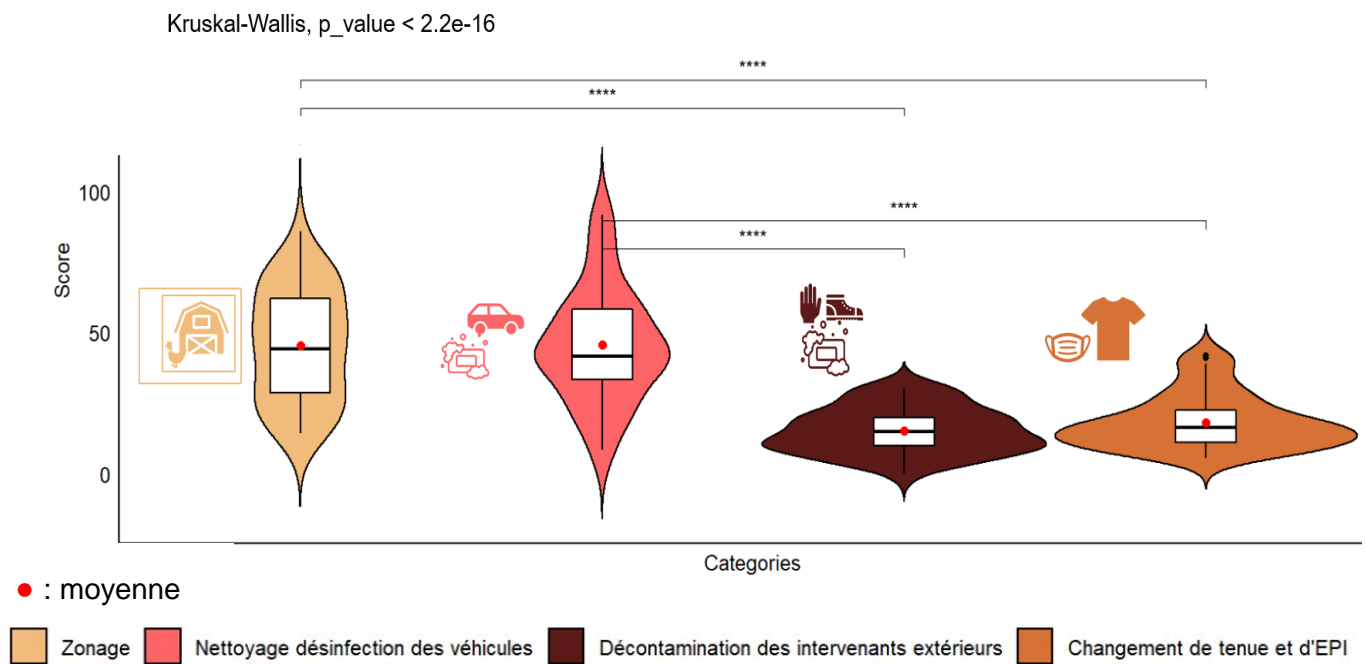 Kruskal-Wallis, p_value < 2.2e-16
****
****
****
****
100
50
0
Score
Categories
● : moyenne
Zonage
Nettoyage désinfection des véhicules
Décontamination des intervenants extérieurs
Changement de tenue et d'EPI